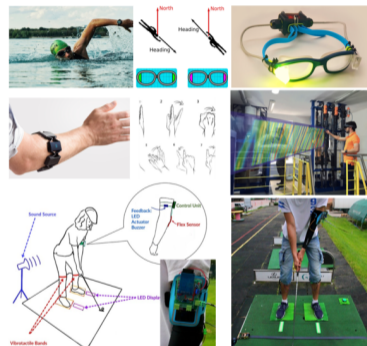 North
North
Heading
Heading
Control Unit
Feedback:
LED
Actuator
Buzzer
Flex Sensor
Sound Source
LED Display
Vibrotactile Bands